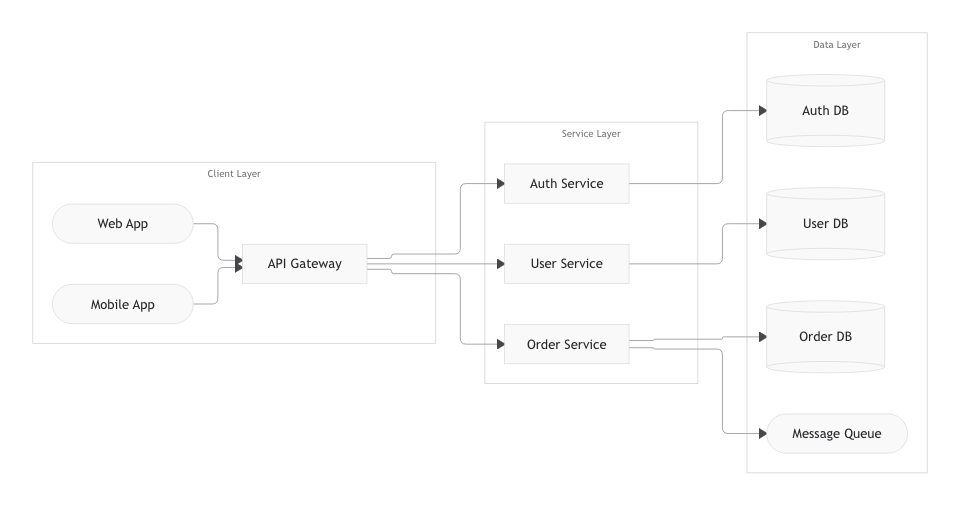 Client Layer
Web App
Mobile App
API Gateway
Service Layer
Auth Service
User Service
Order Service
Data Layer
Auth DB
User DB
Order DB
Message Queue